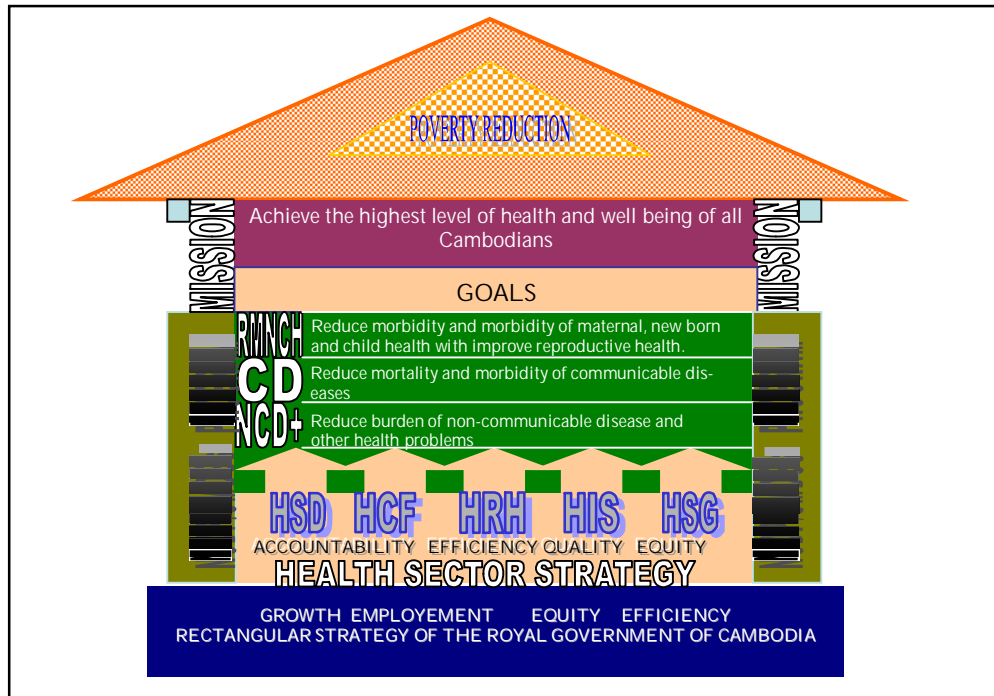 POVERTY REDUCTION
MISSION
Achieve the highest level of health and well being of all
Cambodians
MISSION
GOALS
RMNCH
Reduce morbidity and morbidity of maternal, new born
and child health with improve reproductive health.
CD
Reduce mortality and morbidity of communicable dis-
eases
NCD+
Reduce burden of non-communicable disease and
other health problems
HSD HCF HRH HIS HSG
ACCOUNTABILITY EFFICIENCY QUALITY EQUITY
HEALTH SECTOR STRATEGY
GROWTH EMPLOYEMENT EQUITY EFFICIENCY
RECTANGULAR STRATEGY OF THE ROYAL GOVERNMENT OF CAMBODIA